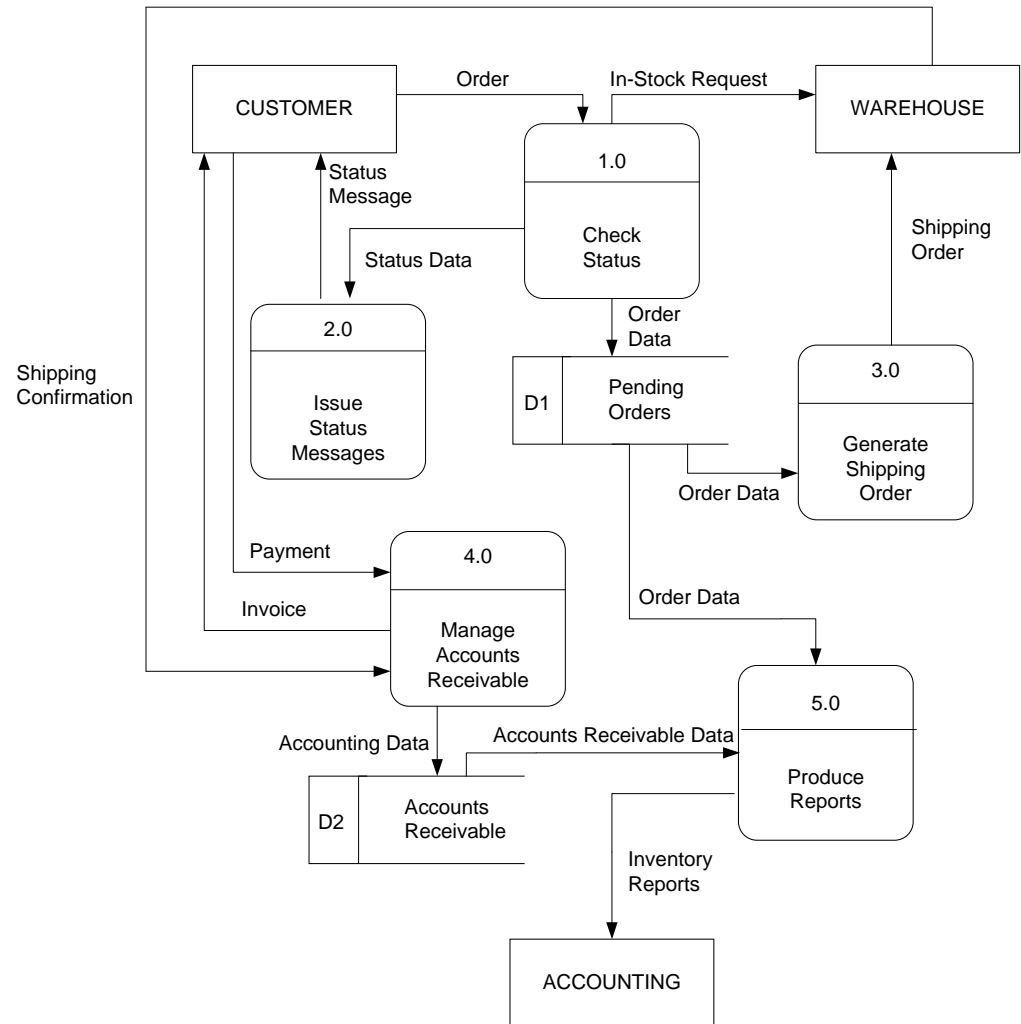 Order
In-Stock Request
CUSTOMER
WAREHOUSE
1.0
Check
Status
Status
Message
Status Data
Shipping
Order
Order
Data
2.0
Issue
Status
Messages
3.0
Generate
Shipping
Order
D1
Pending
Orders
Shipping
Confirmation
Order Data
Payment
4.0
Manage
Accounts
Receivable
Invoice
Order Data
5.0
Produce
Reports
Accounting Data
Accounts Receivable Data
D2
Accounts
Receivable
Inventory
Reports
ACCOUNTING